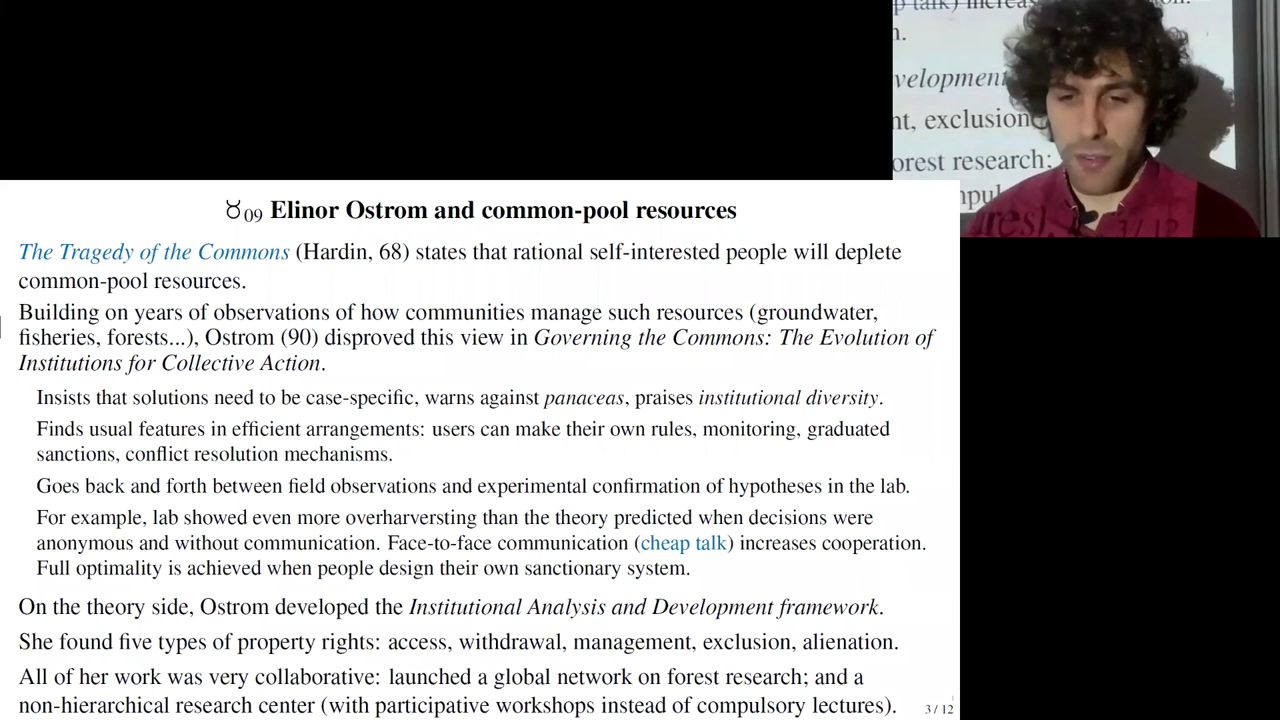 p talk) increas
n.
velopment
nt, exclusion
orest research;
npul
ures).
3 / 12
♉09 Elinor Ostrom and common-pool resources
The Tragedy of the Commons (Hardin, 68) states that rational self-interested people will deplete
common-pool resources.
Building on years of observations of how communities manage such resources (groundwater,
fisheries, forests...), Ostrom (90) disproved this view in Governing the Commons: The Evolution of
Institutions for Collective Action.
Insists that solutions need to be case-specific, warns against panaceas, praises institutional diversity.
Finds usual features in efficient arrangements: users can make their own rules, monitoring, graduated
sanctions, conflict resolution mechanisms.
Goes back and forth between field observations and experimental confirmation of hypotheses in the lab.
For example, lab showed even more overharversting than the theory predicted when decisions were
anonymous and without communication. Face-to-face communication (cheap talk) increases cooperation.
Full optimality is achieved when people design their own sanctionary system.
On the theory side, Ostrom developed the Institutional Analysis and Development framework.
She found five types of property rights: access, withdrawal, management, exclusion, alienation.
All of her work was very collaborative: launched a global network on forest research; and a
non-hierarchical research center (with participative workshops instead of compulsory lectures).
3 / 12